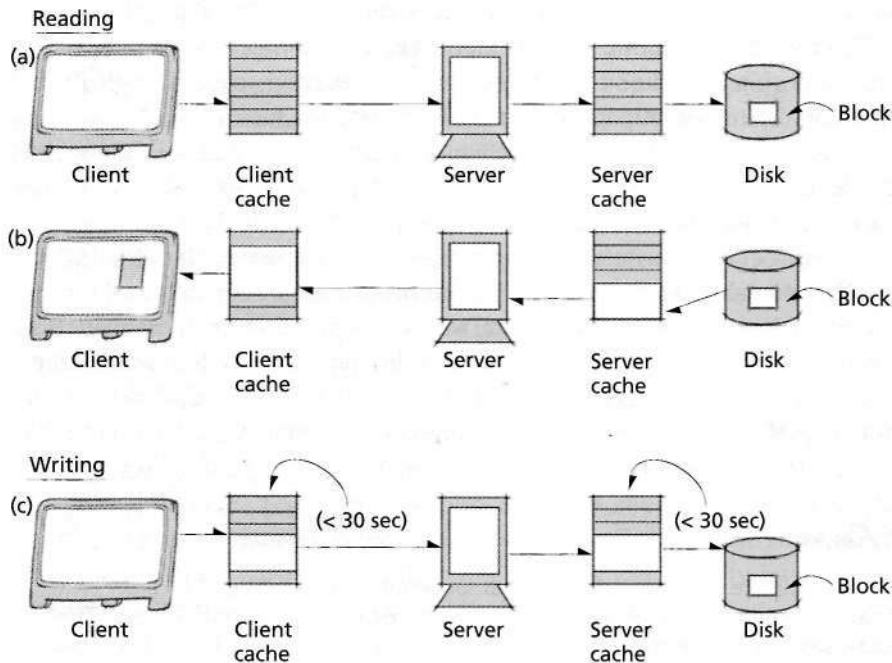 Reading
(a)
Block
Client
Client cache
Server
Server cache
Disk
(b)
Block
Client
Client cache
Server
Server cache
Disk
Writing
(c)
(< 30 sec)
(< 30 sec)
Block
Client
Client cache
Server
Server cache
Disk